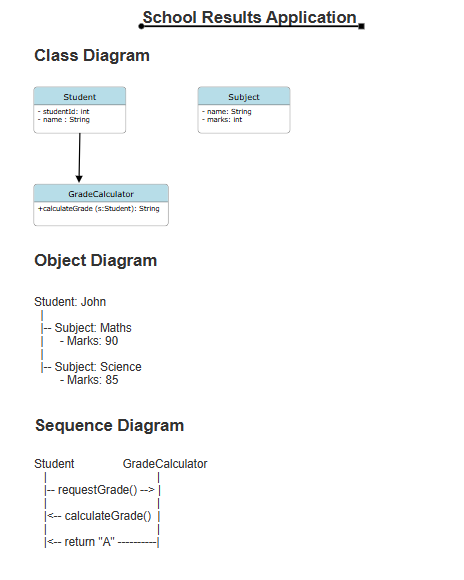 School Results Application
Class Diagram
Student
- studentId: int
- name : String
Subject
- name: String
- marks: int
GradeCalculator
+calculateGrade (s:Student): String
Object Diagram
Student: John
|
|-- Subject: Maths
| - Marks: 90
|
|-- Subject: Science
- Marks: 85
Sequence Diagram
Student GradeCalculator
| |
|-- requestGrade() --> |
| |
|<-- calculateGrade() |
| |
|<-- return "A" ----------|